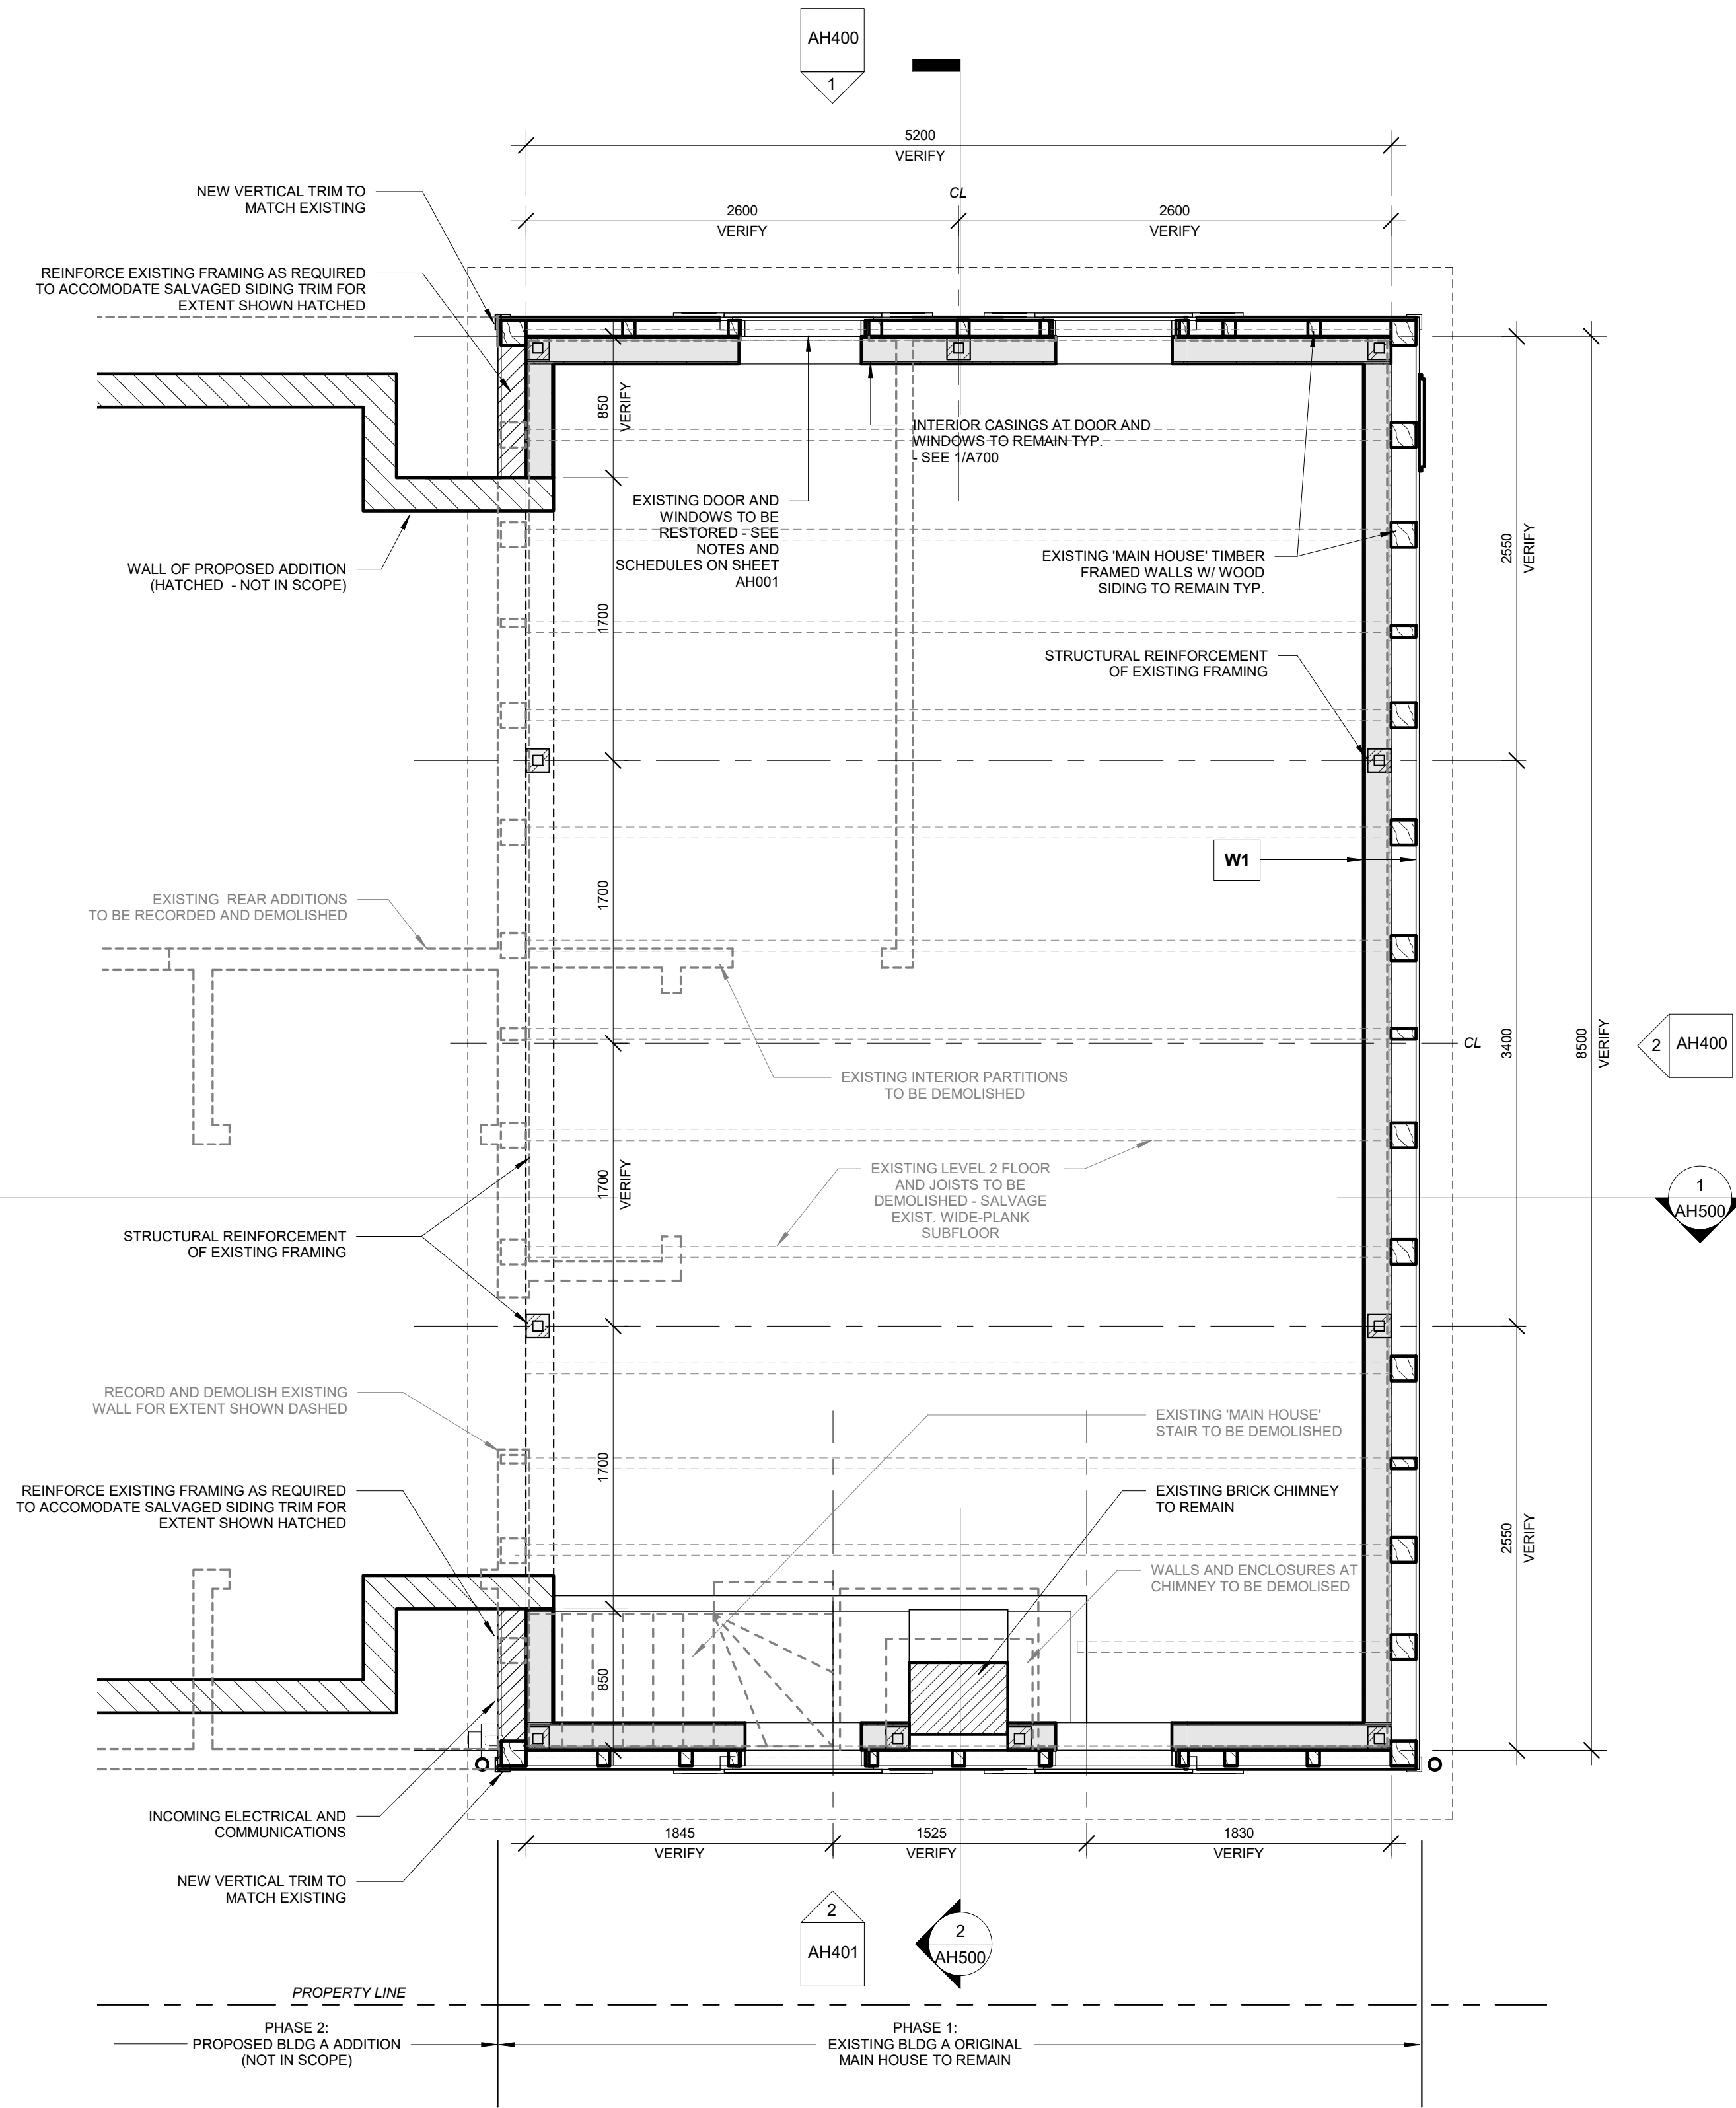 AH400
1
5200
VERIFY
CL
2600
VERIFY
2600
VERIFY
NEW VERTICAL TRIM TO
MATCH EXISTING
REINFORCE EXISTING FRAMING AS REQUIRED
TO ACCOMODATE SALVAGED SIDING TRIM FOR
EXTENT SHOWN HATCHED
850
VERIFY
INTERIOR CASINGS AT DOOR AND
WINDOWS TO REMAIN TYP.
- SEE 1/A700
EXISTING DOOR AND
WINDOWS TO BE
RESTORED - SEE
NOTES AND
SCHEDULES ON SHEET
AH001
WALL OF PROPOSED ADDITION
(HATCHED - NOT IN SCOPE)
EXISTING 'MAIN HOUSE' TIMBER
FRAMED WALLS W/ WOOD
SIDING TO REMAIN TYP.
2550
VERIFY
1700
STRUCTURAL REINFORCEMENT
OF EXISTING FRAMING
W1
1700
EXISTING REAR ADDITIONS
TO BE RECORDED AND DEMOLISHED
CL
3400
8500
VERIFY
2
AH400
EXISTING INTERIOR PARTITIONS
TO BE DEMOLISHED
EXISTING LEVEL 2 FLOOR
AND JOISTS TO BE
DEMOLISHED - SALVAGE
EXIST. WIDE-PLANK
SUBFLOOR
1700
VERIFY
1
AH500
STRUCTURAL REINFORCEMENT
OF EXISTING FRAMING
RECORD AND DEMOLISH EXISTING
WALL FOR EXTENT SHOWN DASHED
EXISTING 'MAIN HOUSE'
STAIR TO BE DEMOLISHED
1700
REINFORCE EXISTING FRAMING AS REQUIRED
TO ACCOMODATE SALVAGED SIDING TRIM FOR
EXTENT SHOWN HATCHED
EXISTING BRICK CHIMNEY
TO REMAIN
2550
VERIFY
WALLS AND ENCLOSURES AT
CHIMNEY TO BE DEMOLISED
850
INCOMING ELECTRICAL AND
COMMUNICATIONS
1845
VERIFY
1525
VERIFY
1830
VERIFY
NEW VERTICAL TRIM TO
MATCH EXISTING
2
AH401
2
AH500
PROPERTY LINE
PHASE 2:
PROPOSED BLDG A ADDITION
(NOT IN SCOPE)
PHASE 1:
EXISTING BLDG A ORIGINAL
MAIN HOUSE TO REMAIN